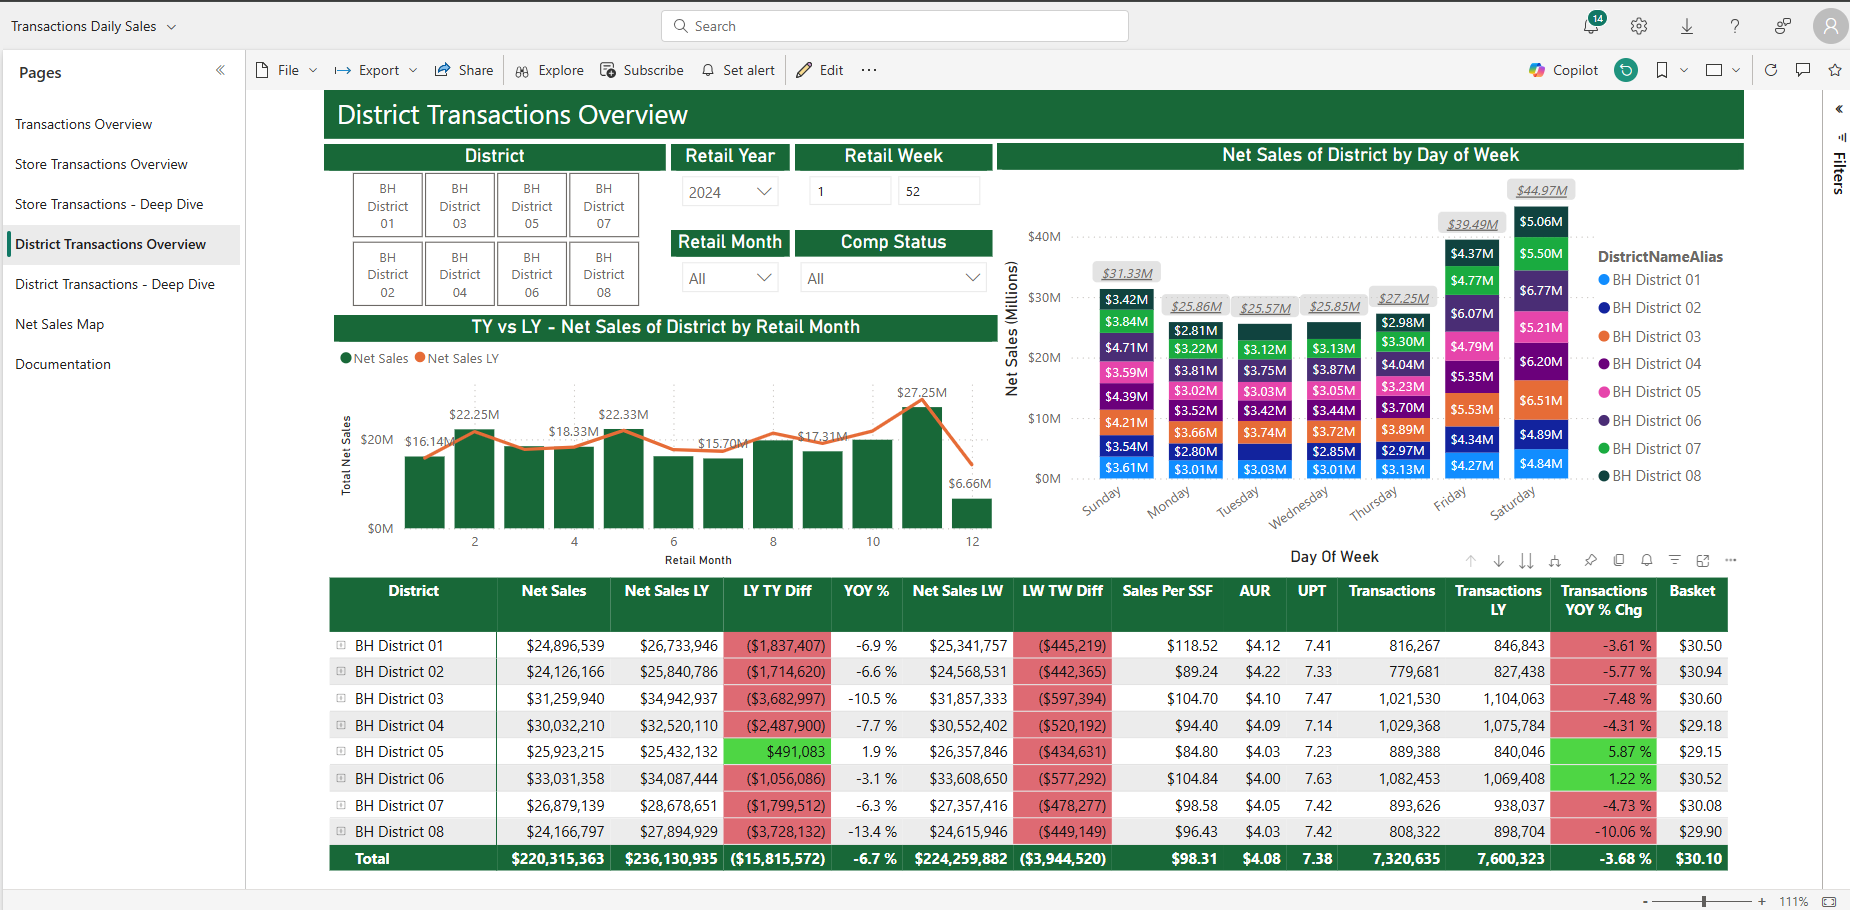 Transactions Daily Sales
Search
14
Pages
File
Export
Share
Explore
Subscribe
Set alert
Edit
Copilot
Transactions Overview
Store Transactions Overview
Store Transactions - Deep Dive
District Transactions Overview
District Transactions - Deep Dive
Net Sales Map
Documentation
Filters
District Transactions Overview
District
BH District 01
BH District 03
BH District 05
BH District 07
BH District 02
BH District 04
BH District 06
BH District 08
Retail Year
2024
Retail Week
1
52
Retail Month
All
Comp Status
All
TY vs LY - Net Sales of District by Retail Month
Net Sales
Net Sales LY
Total Net Sales
$20M
$0M
$16.14M
$22.25M
$18.33M
$22.33M
$15.70M
$17.31M
$27.25M
$6.66M
2
4
6
8
10
12
Retail Month
Net Sales of District by Day of Week
Net Sales (Millions)
$40M
$30M
$20M
$10M
$0M
$31.33M
$3.42M
$3.84M
$4.71M
$3.59M
$4.39M
$4.21M
$3.54M
$3.61M
Sunday
$25.86M
$2.81M
$3.22M
$3.81M
$3.02M
$3.52M
$3.66M
$2.80M
$3.01M
Monday
$25.57M
$3.12M
$3.75M
$3.03M
$3.42M
$3.74M
$3.03M
Tuesday
$25.85M
$3.13M
$3.87M
$3.05M
$3.44M
$3.72M
$2.85M
$3.01M
Wednesday
$27.25M
$2.98M
$3.30M
$4.04M
$3.23M
$3.70M
$3.89M
$2.97M
$3.13M
Thursday
$39.49M
$4.37M
$4.77M
$6.07M
$4.79M
$5.35M
$5.53M
$4.34M
$4.27M
Friday
$44.97M
$5.06M
$5.50M
$6.77M
$5.21M
$6.20M
$6.51M
$4.89M
$4.84M
Saturday
Day Of Week
DistrictNameAlias
BH District 01
BH District 02
BH District 03
BH District 04
BH District 05
BH District 06
BH District 07
BH District 08
District Net Sales Net Sales LY LY TY Diff YOY % Net Sales LW LW TW Diff Sales Per SSF AUR UPT Transactions Transactions LY Transactions YOY % Chg Basket
BH District 01 $24,896,539 $26,733,946 ($1,837,407) -6.9 % $25,341,757 ($445,219) $118.52 $4.12 7.41 816,267 846,843 -3.61 % $30.50
BH District 02 $24,126,166 $25,840,786 ($1,714,620) -6.6 % $24,568,531 ($442,365) $89.24 $4.22 7.33 779,681 827,438 -5.77 % $30.94
BH District 03 $31,259,940 $34,942,937 ($3,682,997) -10.5 % $31,857,333 ($597,394) $104.70 $4.10 7.47 1,021,530 1,104,063 -7.48 % $30.60
BH District 04 $30,032,210 $32,520,110 ($2,487,900) -7.7 % $30,552,402 ($520,192) $94.40 $4.09 7.14 1,029,368 1,075,784 -4.31 % $29.18
BH District 05 $25,923,215 $25,432,132 $491,083 1.9 % $26,357,846 ($434,631) $84.80 $4.03 7.23 889,388 840,046 5.87 % $29.15
BH District 06 $33,031,358 $34,087,444 ($1,056,086) -3.1 % $33,608,650 ($577,292) $104.84 $4.00 7.63 1,082,453 1,069,408 1.22 % $30.52
BH District 07 $26,879,139 $28,678,651 ($1,799,512) -6.3 % $27,357,416 ($478,277) $98.58 $4.05 7.42 893,626 938,037 -4.73 % $30.08
BH District 08 $24,166,797 $27,894,929 ($3,728,132) -13.4 % $24,615,946 ($449,149) $96.43 $4.03 7.42 808,322 898,704 -10.06 % $29.90
Total $220,315,363 $236,130,935 ($15,815,572) -6.7 % $224,259,882 ($3,944,520) $98.31 $4.08 7.38 7,320,635 7,600,323 -3.68 % $30.10
111%